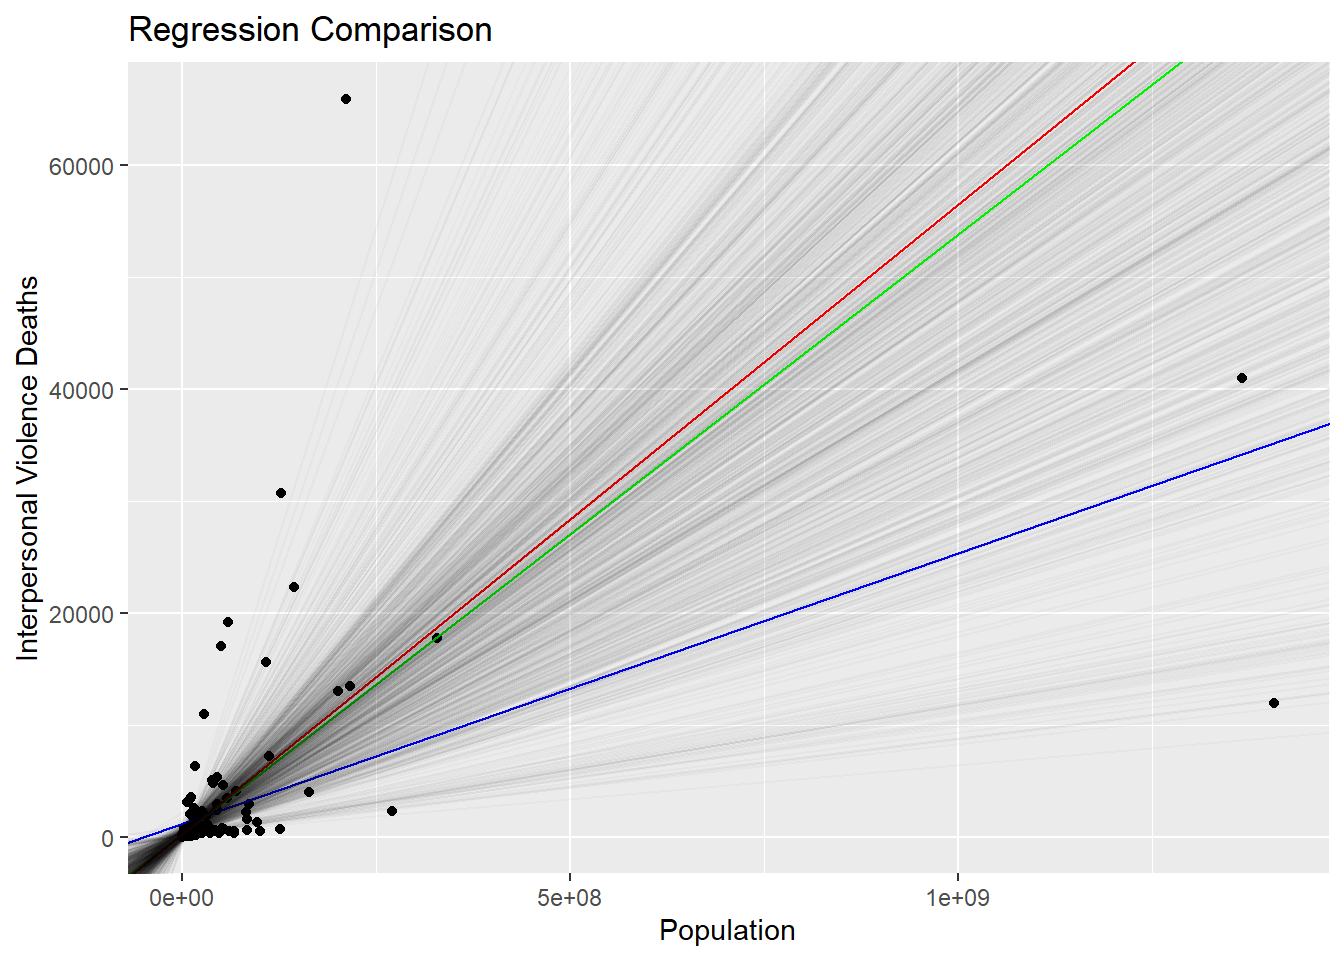 Regression Comparison
Interpersonal Violence Deaths
60000
40000
20000
0
0e+00
5e+08
1e+09
Population